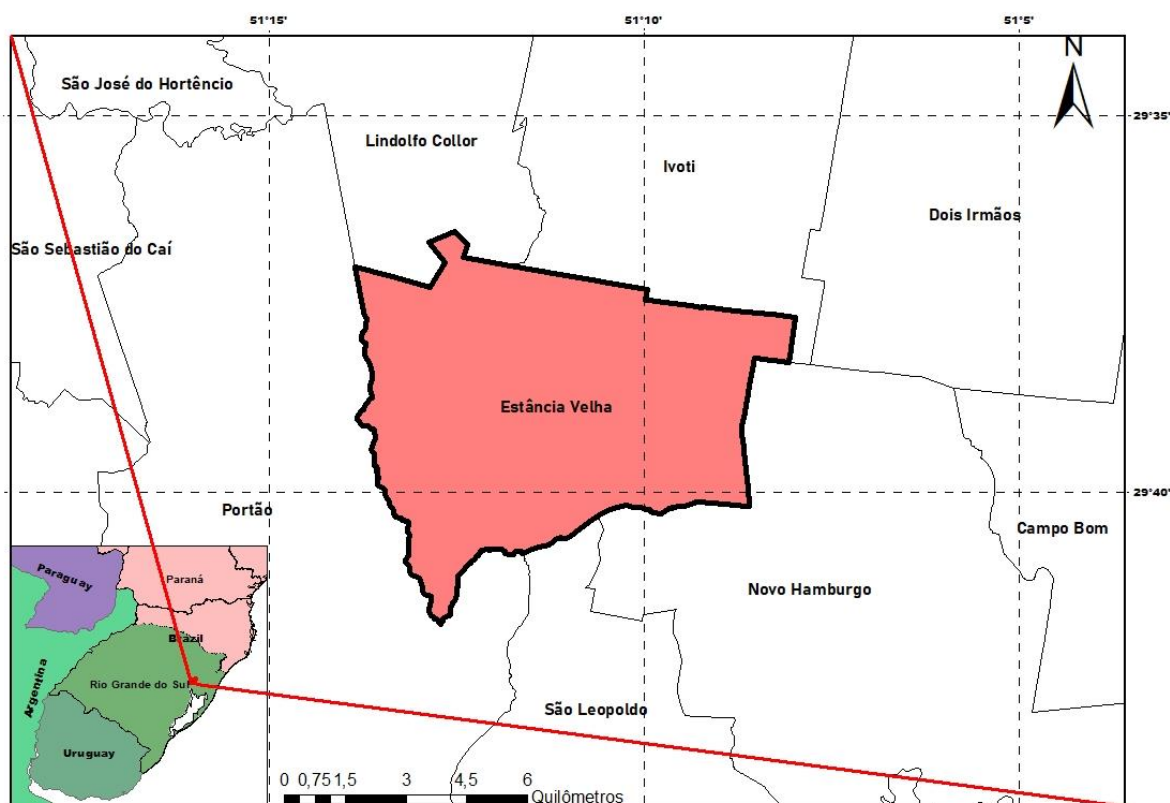 51°15'
51°10'
51°5'
N
São José do Hortêncio
29°35'
Lindolfo Collor
Ivoti
Dois Irmãos
São Sebastião do Caí
Estância Velha
29°40'
Portão
Campo Bom
Novo Hamburgo
São Leopoldo
Paraguay
Paraná
Brazil
Argentina
Rio Grande do Sul
Uruguay
0 0,75 1,5 3 4,5 6
Quilômetros